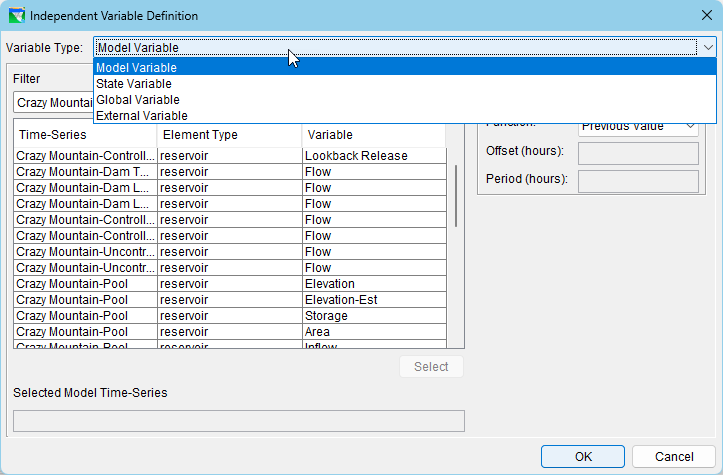 Independent Variable Definition
Variable Type: Model Variable
Model Variable
State Variable
Global Variable
External Variable
Filter
Crazy Mountain
Previous Value
Offset (hours):
Period (hours):
Time-Series Element Type Variable
Crazy Mountain-Controll... reservoir Lookback Release
Crazy Mountain-Dam T... reservoir Flow
Crazy Mountain-Dam L... reservoir Flow
Crazy Mountain-Dam L... reservoir Flow
Crazy Mountain-Controll... reservoir Flow
Crazy Mountain-Controll... reservoir Flow
Crazy Mountain-Uncontr... reservoir Flow
Crazy Mountain-Uncontr... reservoir Flow
Crazy Mountain-Pool reservoir Elevation
Crazy Mountain-Pool reservoir Elevation-Est
Crazy Mountain-Pool reservoir Storage
Crazy Mountain-Pool reservoir Area
Crazy Mountain-Pool reservoir Inflow
Select
Selected Model Time-Series
OK Cancel